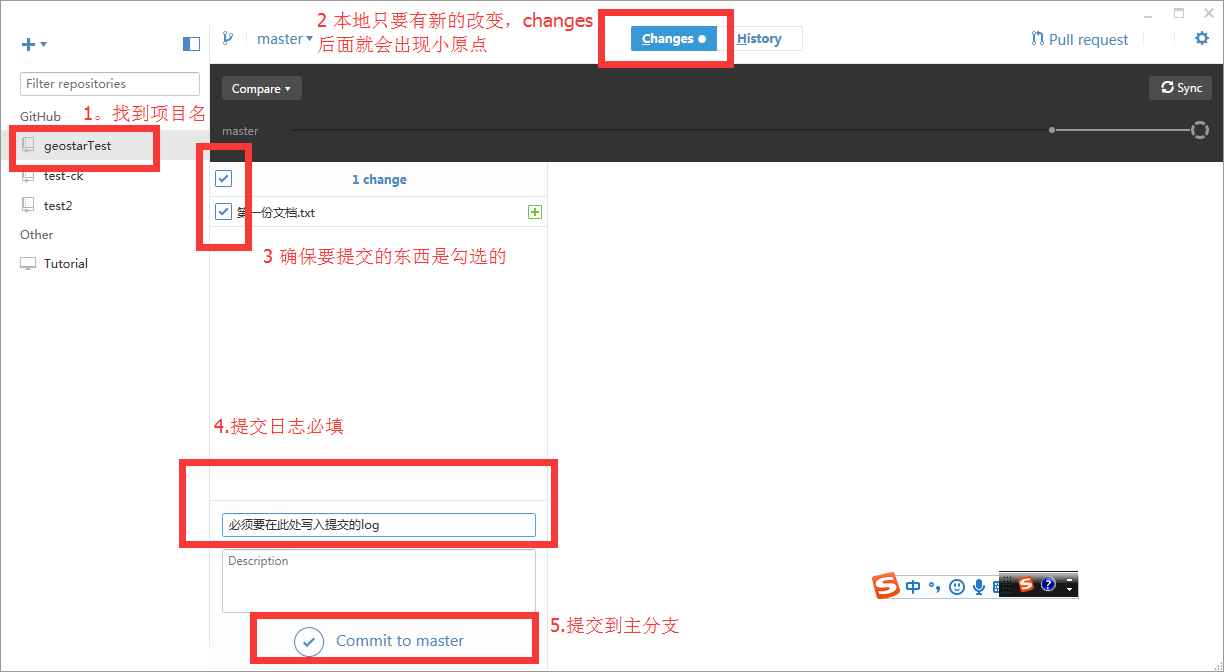 2 本地只要有新的改变，changes
后面就会出现小原点
master
Changes
History
Pull request
Filter repositories
Compare
Sync
GitHub
1。找到项目名
master
geostarTest
test-ck
1 change
test2
第一份文档.txt
Other
3 确保要提交的东西是勾选的
Tutorial
4.提交日志必填
必须要在此处写入提交的log
Description
中
5.提交到主分支
Commit to master